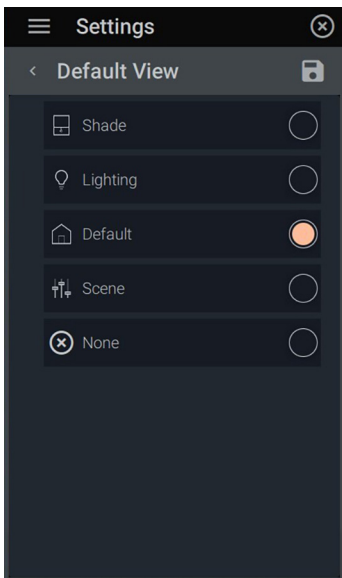 Settings
Default View
Shade
Lighting
Default
Scene
None